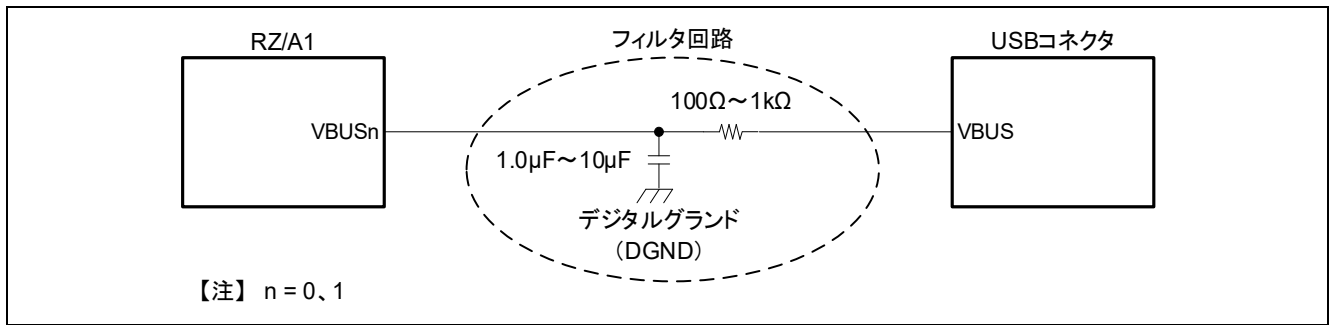 RZ/A1
フィルタ回路
USBコネクタ
100Ω～1kΩ
VBUSn
VBUS
1.0µF～10µF
デジタルグランド
（DGND）
【注】 n = 0、1